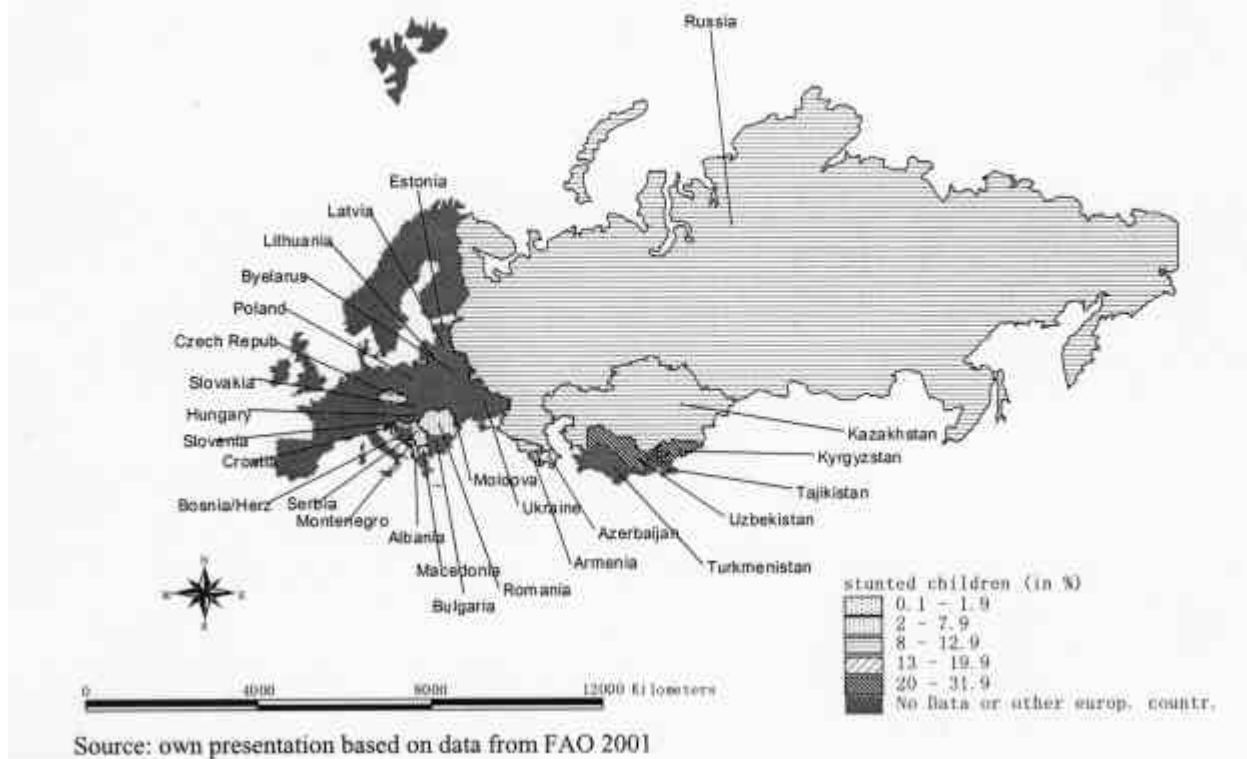 Russia
Estonia
Latvia
Lithuania
Byelarus
Poland
Czech Repub
Slovakia
Hungary
Slovenia
Croatia
Bosnia/Herz
Serbia
Montenegro
Albania
Macedonia
Bulgaria
Romania
Moldova
Ukraine
Azerbaijan
Armenia
Kazakhstan
Kyrgyzstan
Tajikistan
Uzbekistan
Turkmenistan
N
E
S
stunted children (in %)
0.1 - 1.9
2 - 7.9
8 - 12.9
13 - 19.9
20 - 31.9
No Data or other europ. countr.
0 4000 8000 12000 Kilometers
Source: own presentation based on data from FAO 2001